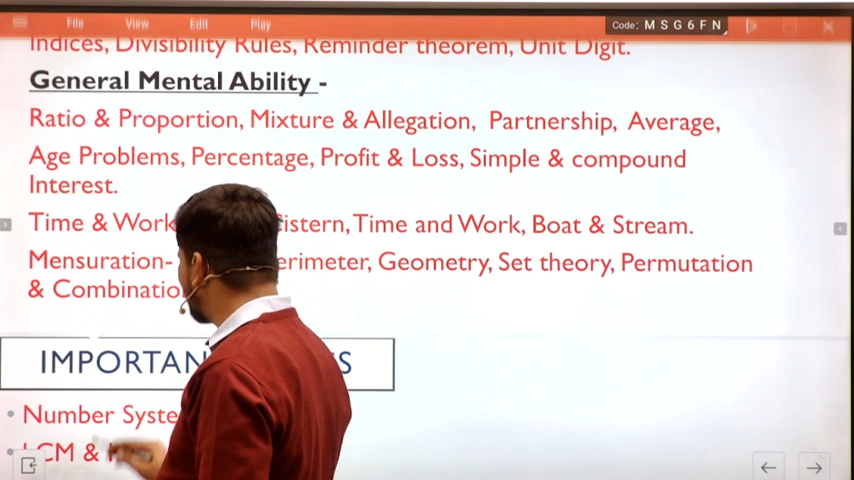 File View Edit Play
Code: M S G 6 F N
Indices, Divisibility Rules, Reminder theorem, Unit Digit.
General Mental Ability -
Ratio & Proportion, Mixture & Allegation, Partnership, Average,
Age Problems, Percentage, Profit & Loss, Simple & compound
Interest.
Time & Work istern, Time and Work, Boat & Stream.
Mensuration- erimeter, Geometry, Set theory, Permutation
& Combinatio
IMPORTAN S
• Number Syste
• LCM &